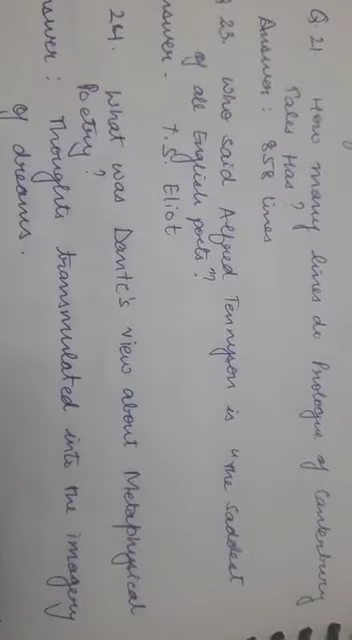 Q. 21 How many lines do Prologue of Canterbury
Tales Has?
Answer: 858 lines
23. who said Alfred Tennyson is "the saddest
of all English poets"?
nswer. T.S. Eliot
24. What was Dante's view about Metaphysical
Poetry?
nswer: Thoughts transmulated into the imagery
of dreams.